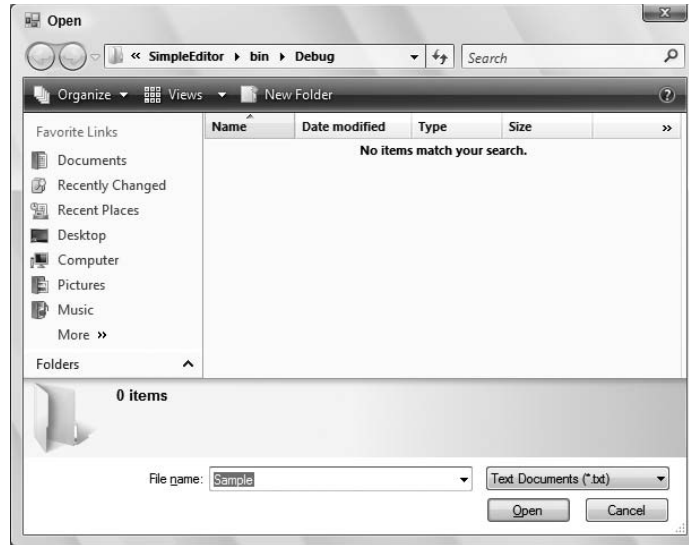 Open
« SimpleEditor bin Debug
Search
Organize Views New Folder
Favorite Links
Documents
Recently Changed
Recent Places
Desktop
Computer
Pictures
Music
More »
Folders
Name Date modified Type Size »
No items match your search.
0 items
File name: Sample Text Documents (*.txt)
Open Cancel